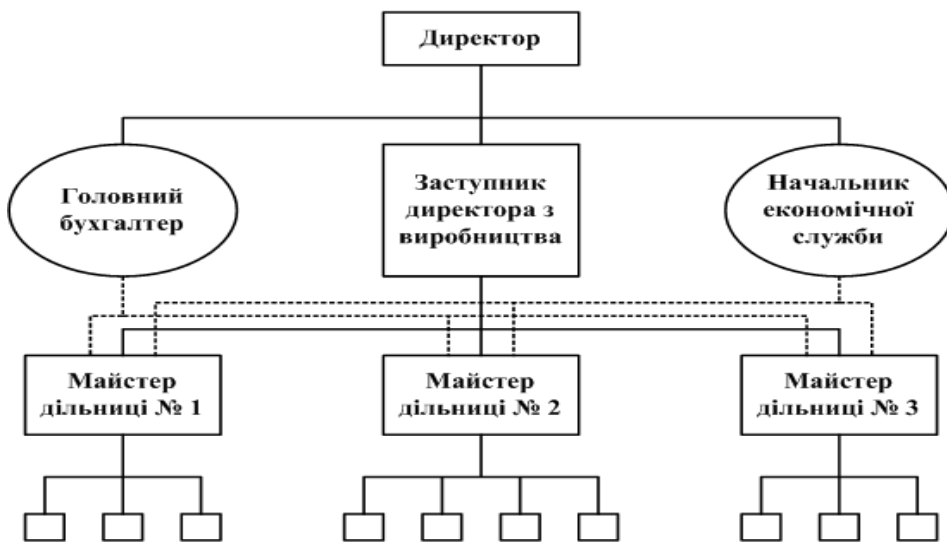 Директор
Головний
бухгалтер
Заступник
директора з
виробництва
Начальник
економічної
служби
Майстер
дільниці № 1
Майстер
дільниці № 2
Майстер
дільниці № 3